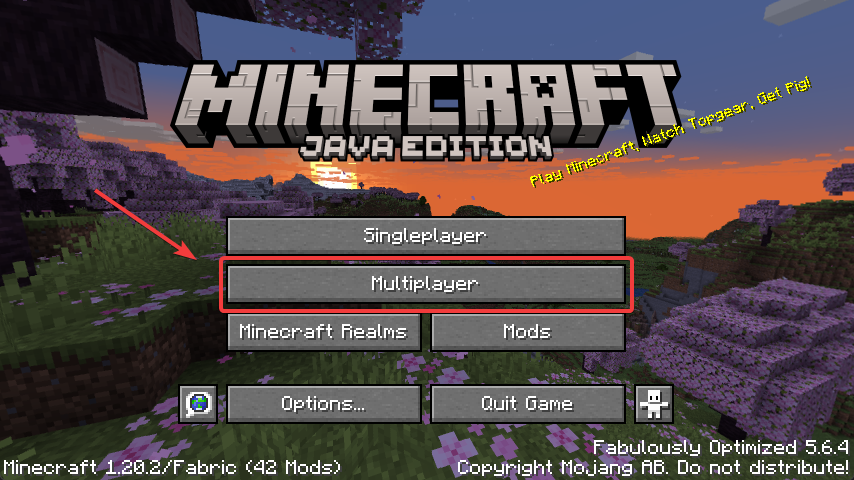 MINECRAFT
JAVA EDITION
Play Minecraft, Watch Topgear, Get Pig!
Singleplayer
Multiplayer
Minecraft Realms
Mods
Options...
Quit Game
Fabulously Optimized 5.6.4
Minecraft 1.20.2/Fabric (42 Mods)
Copyright Mojang AB. Do not distribute!